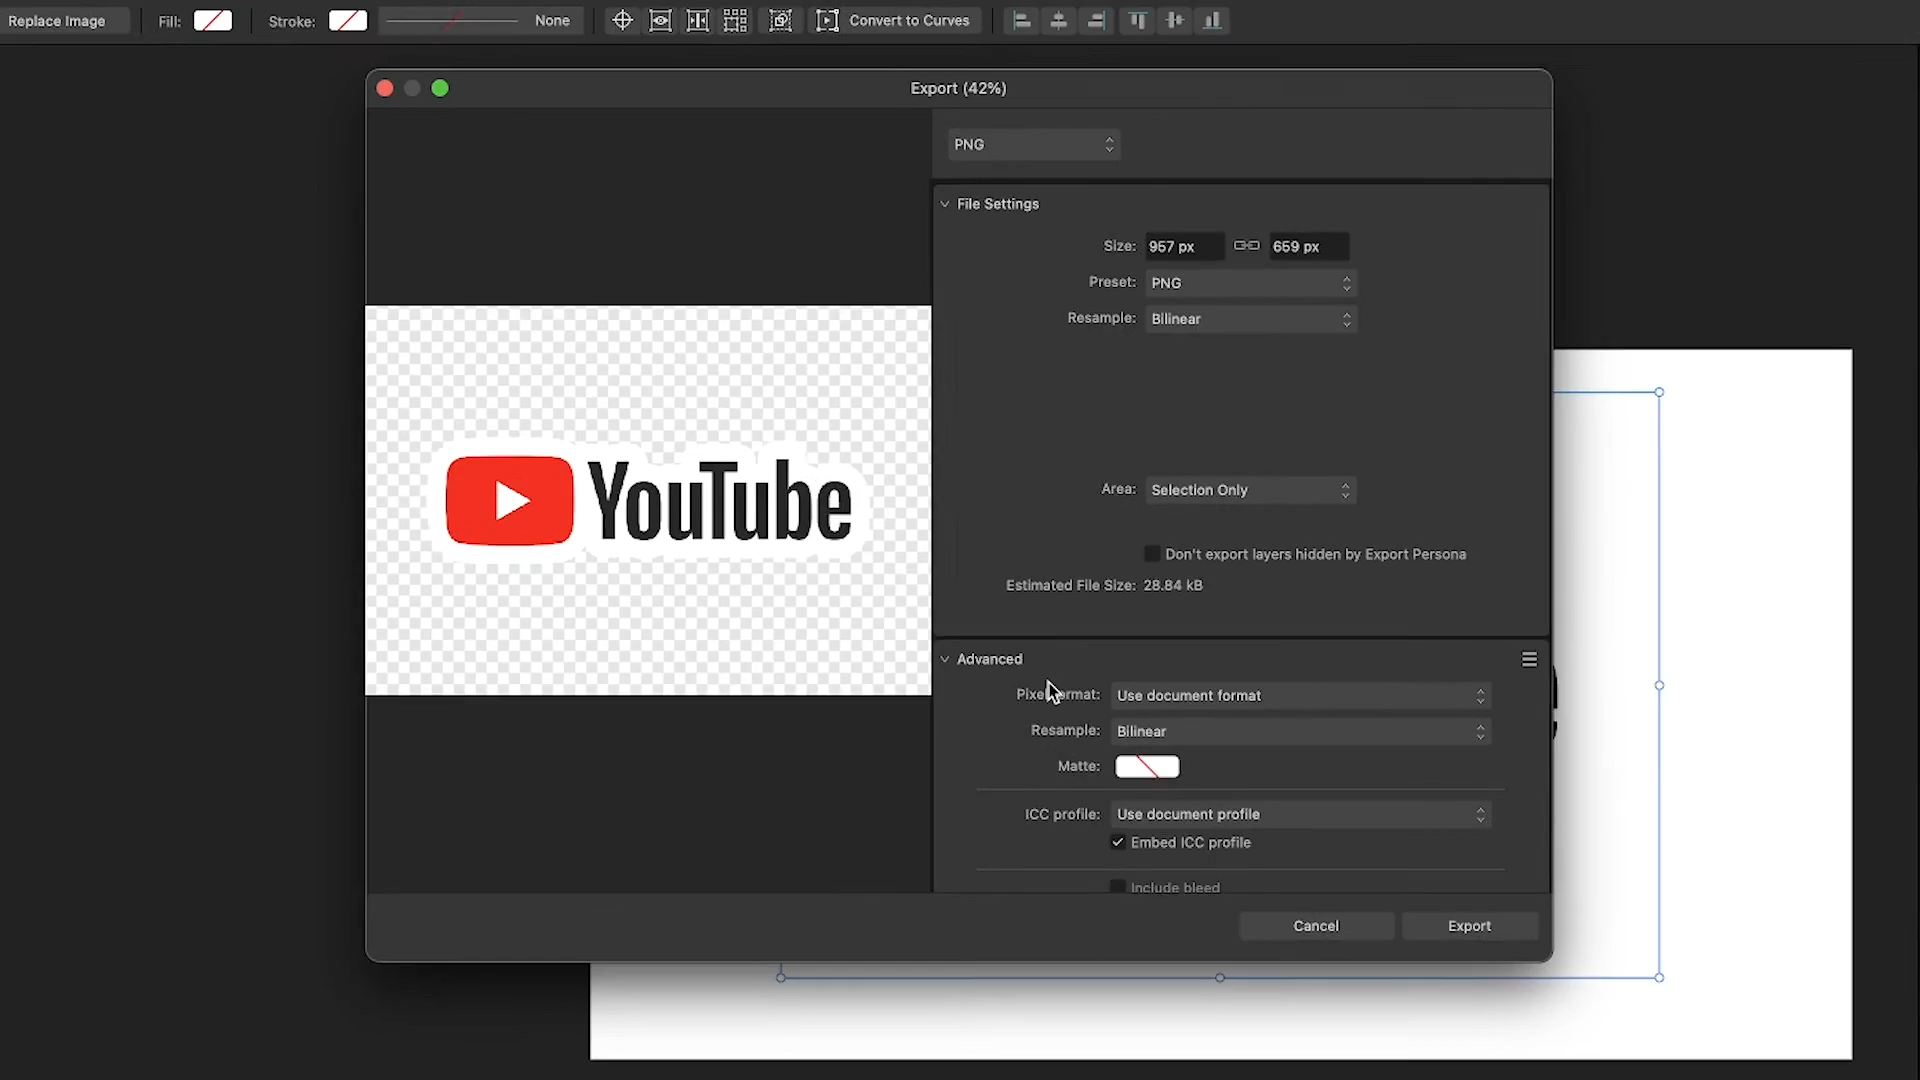 Replace Image Fill: Stroke: None Convert to Curves
Export (42%)
PNG
File Settings
Size: 957 px 659 px
Preset: PNG
Resample: Bilinear
YouTube
Area: Selection Only
Don't export layers hidden by Export Persona
Estimated File Size: 28.84 kB
Advanced
Pixel format: Use document format
Resample: Bilinear
Matte:
ICC profile: Use document profile
Embed ICC profile
Include bleed
Cancel Export